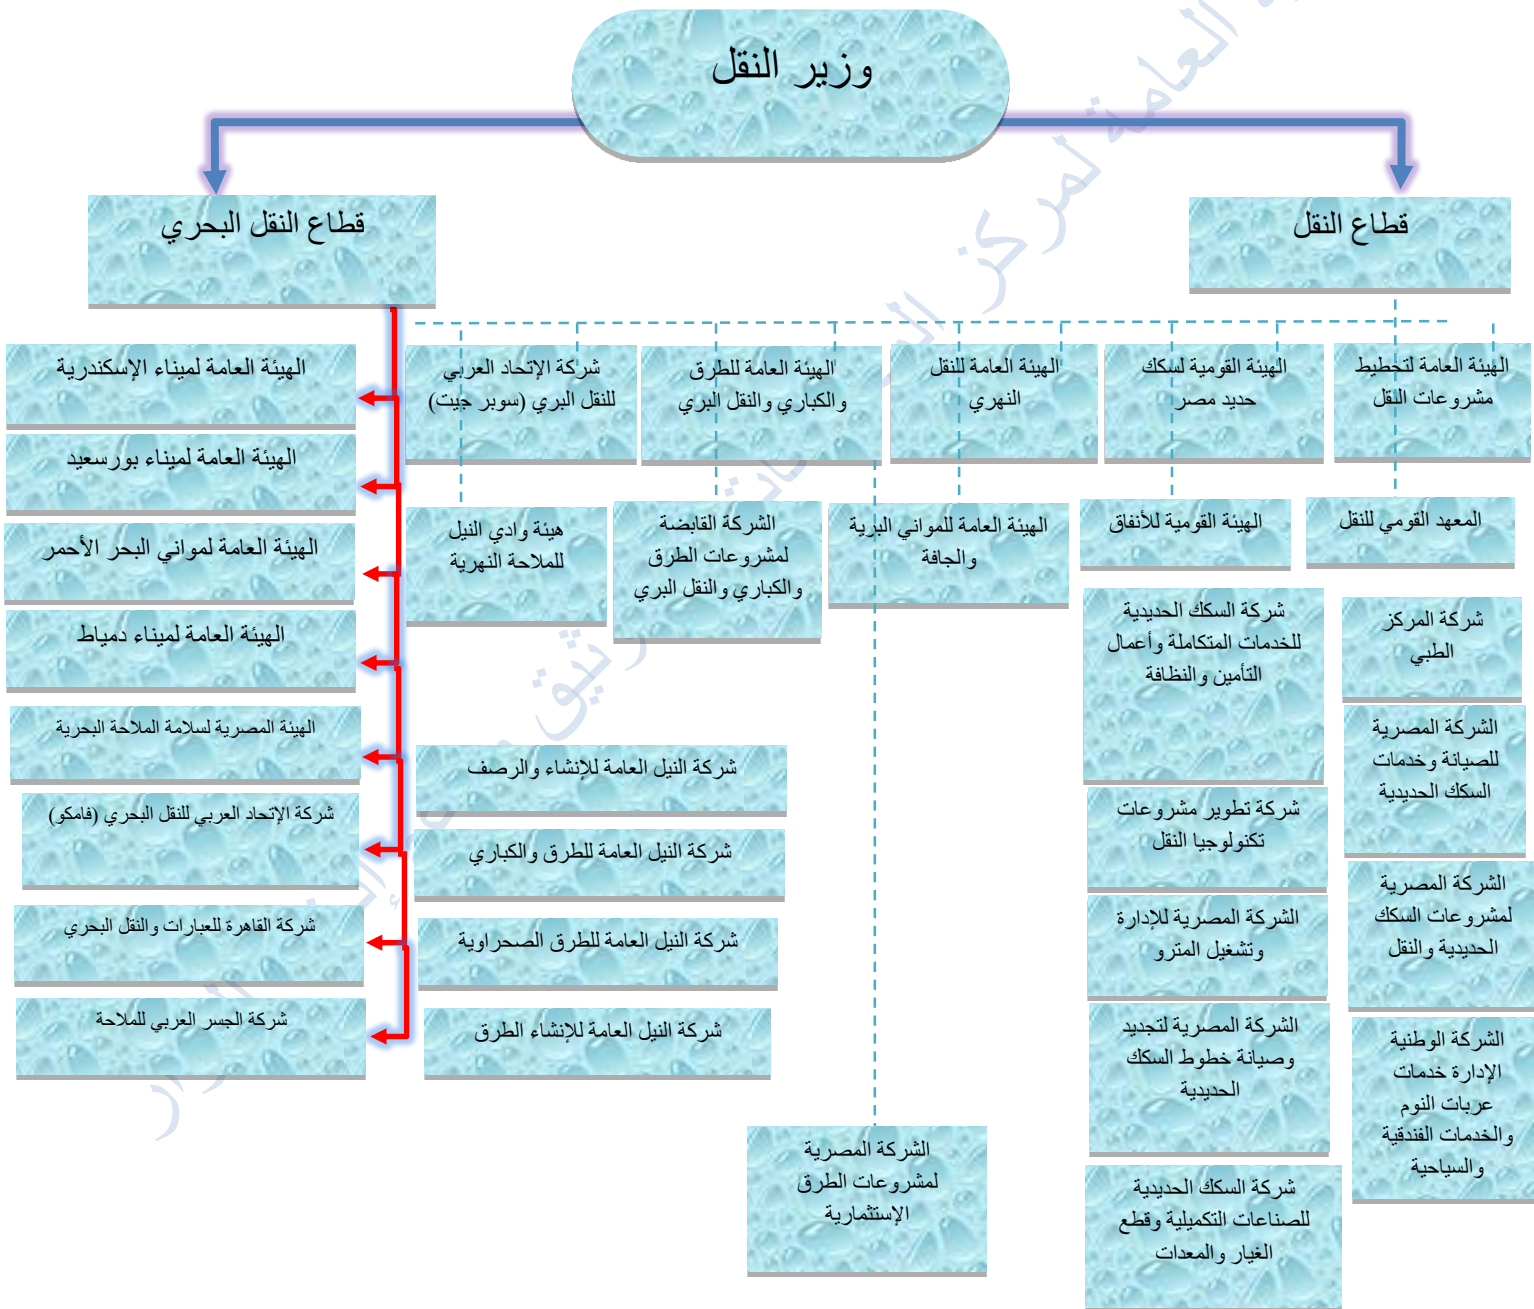 وزير النقل
قطاع النقل
قطاع النقل البحري
الهيئة العامة لتخطيط
مشروعات النقل
الهيئة القومية لسكك
حديد مصر
الهيئة العامة للنقل
النهري
الهيئة العامة للطرق
والكباري والنقل البري
شركة الإتحاد العربي
للنقل البري (سوبر جيت)
المعهد القومي للنقل
الهيئة القومية للأنفاق
الهيئة العامة للمواني البرية
والجافة
الشركة القابضة
لمشروعات الطرق
والكباري والنقل البري
هيئة وادي النيل
للملاحة النهرية
شركة المركز
الطبي
الشركة المصرية
للصيانة وخدمات
السكك الحديدية
الشركة المصرية
لمشروعات السكك
الحديدية والنقل
الشركة الوطنية
الإدارة خدمات
عربات النوم
والخدمات الفندقية
والسياحية
شركة السكك الحديدية
للخدمات المتكاملة وأعمال
التأمين والنظافة
شركة تطوير مشروعات
تكنولوجيا النقل
الشركة المصرية للإدارة
وتشغيل المترو
الشركة المصرية لتجديد
وصيانة خطوط السكك
الحديدية
شركة السكك الحديدية
للصناعات التكميلية وقطع
الغيار والمعدات
الشركة المصرية
لمشروعات الطرق
الإستثمارية
شركة النيل العامة للإنشاء والرصف
شركة النيل العامة للطرق والكباري
شركة النيل العامة للطرق الصحراوية
شركة النيل العامة للإنشاء الطرق
الهيئة العامة لميناء الإسكندرية
الهيئة العامة لميناء بورسعيد
الهيئة العامة لمواني البحر الأحمر
الهيئة العامة لميناء دمياط
الهيئة المصرية لسلامة الملاحة البحرية
شركة الإتحاد العربي للنقل البحري (فامكو)
شركة القاهرة للعبارات والنقل البحري
شركة الجسر العربي للملاحة
العامة لمركز